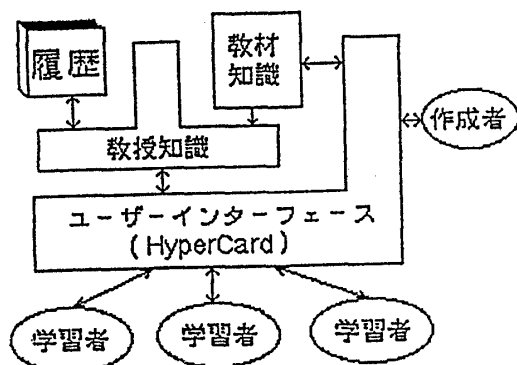 履歴
教材
知識
教授知識
作成者
ユーザーインターフェース
(HyperCard)
学習者
学習者
学習者